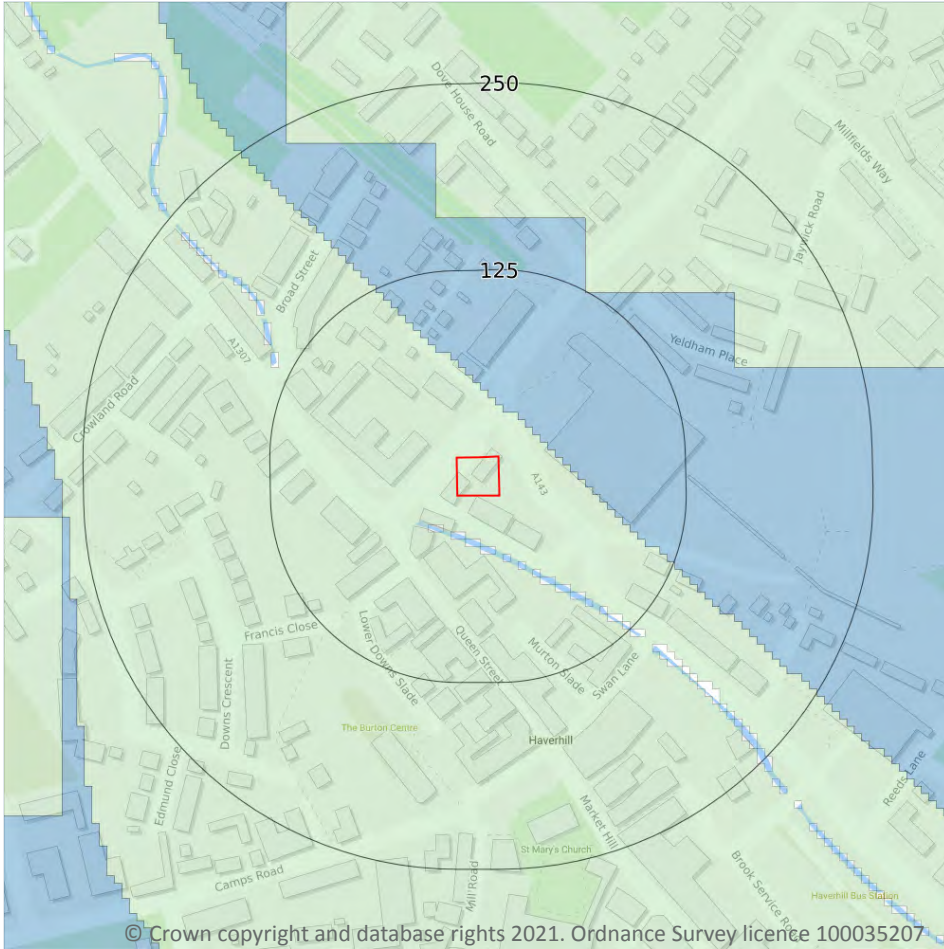 250
Dove House Road
Millfields Way
Jaywick Road
Broad Street
125
A1307
Yeldham Place
Crowland Road
A143
Francis Close
Lower Downs Slade
Queen Street
Murton Slade
Swan Lane
Downs Crescent
The Burton Centre
Haverhill
Edmund Close
Reeds Lane
Market Hill
St Mary's Church
Camps Road
Mill Road
Brook Service Ro
Haverhill Bus Station
© Crown copyright and database rights 2021. Ordnance Survey licence 100035207.